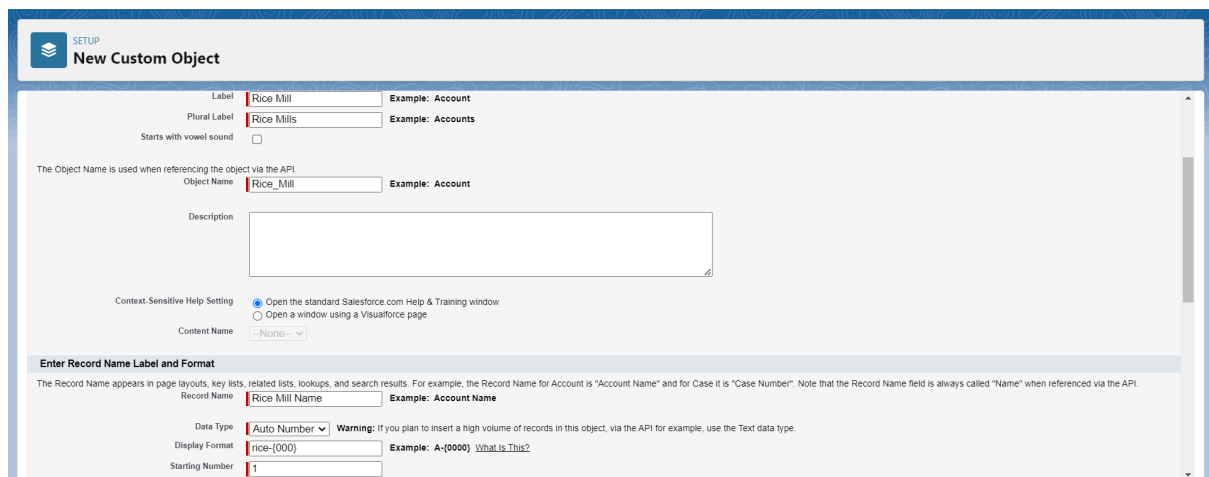 SETUP
New Custom Object
Label Rice Mill Example: Account
Plural Label Rice Mills Example: Accounts
Starts with vowel sound
The Object Name is used when referencing the object via the API.
Object Name Rice_Mill Example: Account
Description
Context-Sensitive Help Setting Open the standard Salesforce.com Help & Training window
Open a window using a Visualforce page
Content Name --None--
Enter Record Name Label and Format
The Record Name appears in page layouts, key lists, related lists, lookups, and search results. For example, the Record Name for Account is "Account Name" and for Case it is "Case Number". Note that the Record Name field is always called "Name" when referenced via the API.
Record Name Rice Mill Name Example: Account Name
Data Type Auto Number Warning: If you plan to insert a high volume of records in this object, via the API for example, use the Text data type.
Display Format rice-{000} Example: A-{0000} What Is This?
Starting Number 1